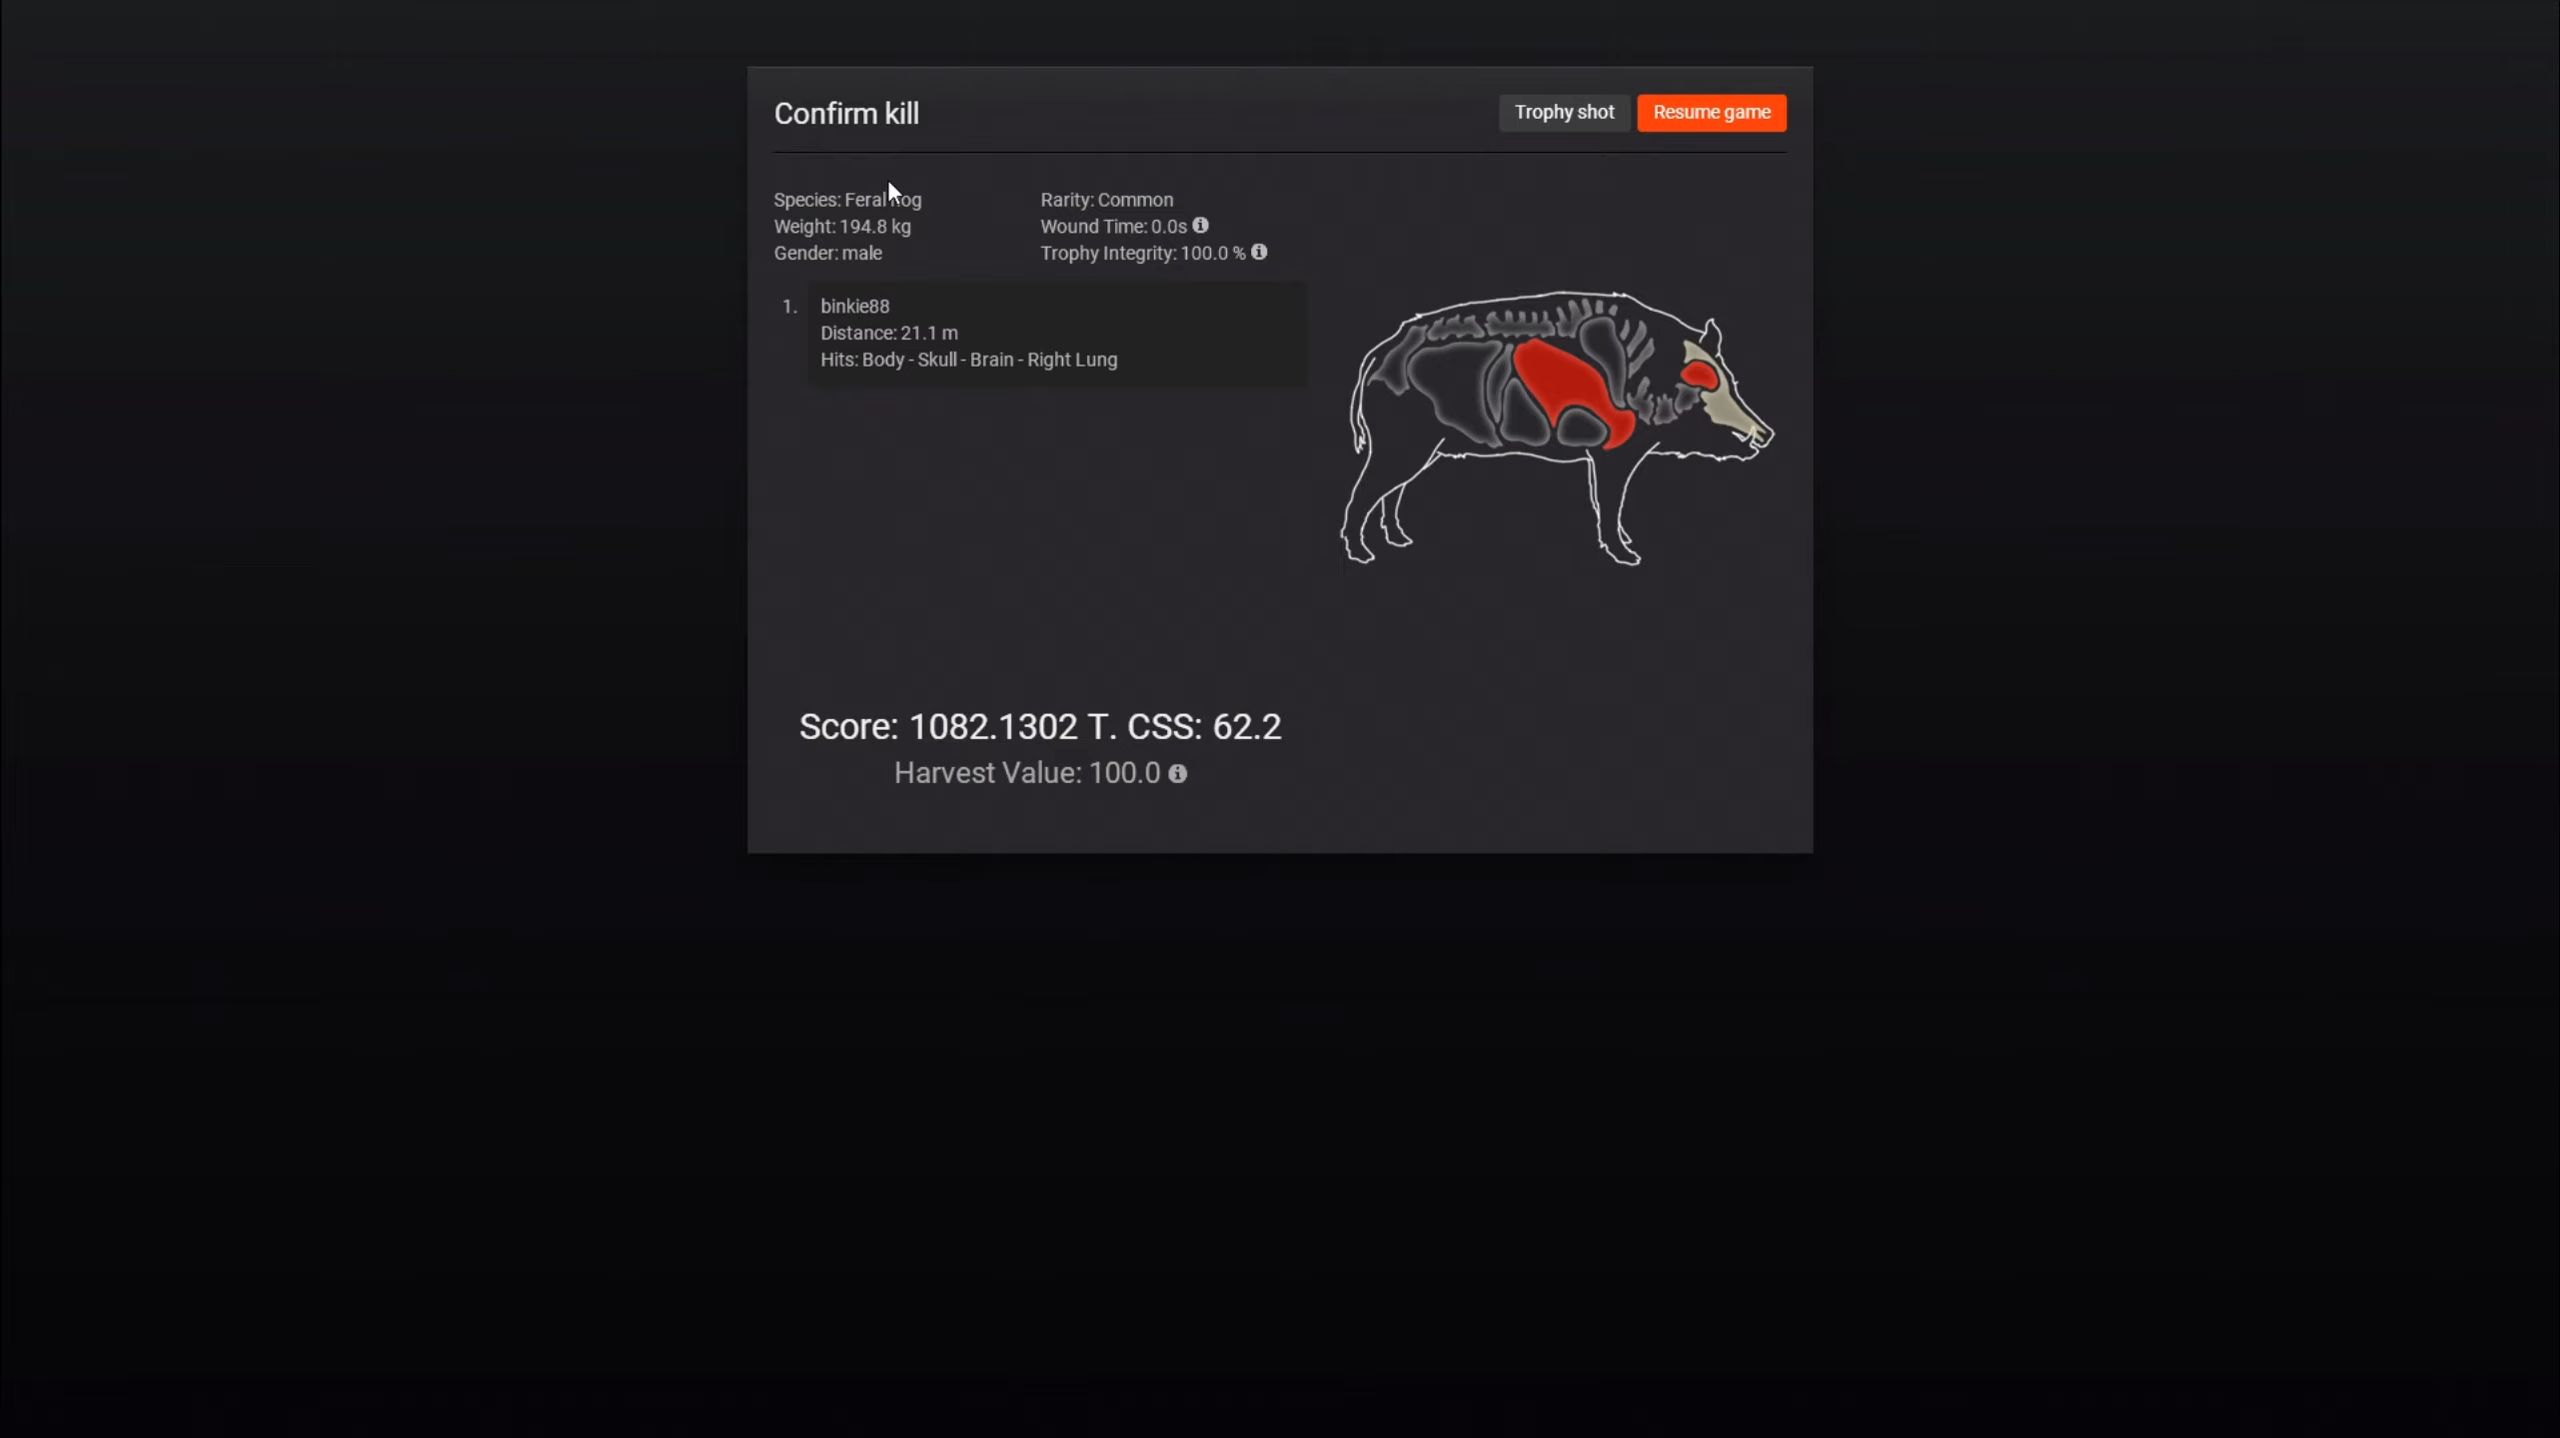 Confirm kill
Trophy shot
Resume game
Species: Feral hog
Rarity: Common
Weight: 194.8 kg
Wound Time: 0.0s
Gender: male
Trophy Integrity: 100.0 %
1. binkie88
Distance: 21.1 m
Hits: Body - Skull - Brain - Right Lung
Score: 1082.1302 T. CSS: 62.2
Harvest Value: 100.0